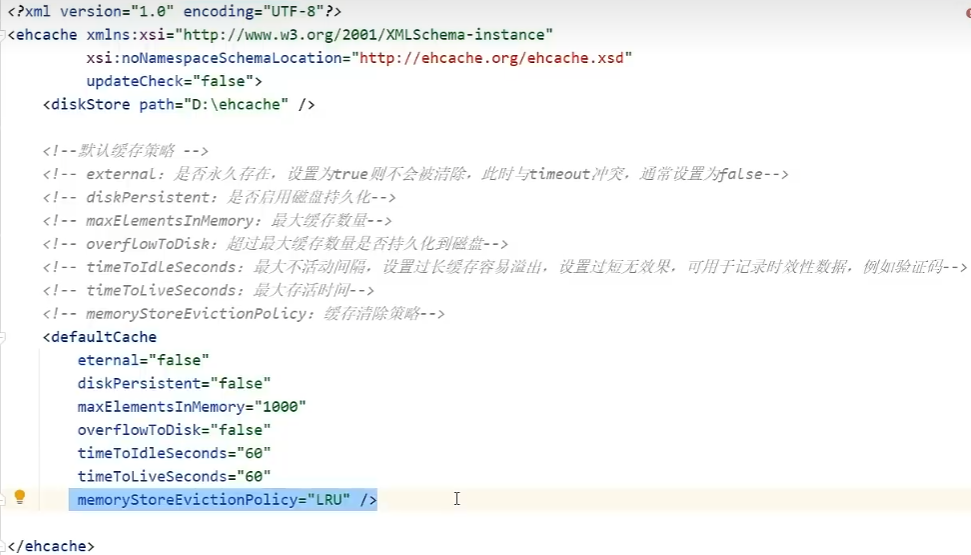 <?xml version="1.0" encoding="UTF-8"?>
<ehcache xmlns:xsi="http://www.w3.org/2001/XMLSchema-instance"
xsi:noNamespaceSchemaLocation="http://ehcache.org/ehcache.xsd"
updateCheck="false">
<diskStore path="D:\ehcache" />
<!--默认缓存策略 -->
<!-- external：是否永久存在，设置为true则不会被清除，此时与timeout冲突，通常设置为false-->
<!-- diskPersistent：是否启用磁盘持久化-->
<!-- maxElementsInMemory：最大缓存数量-->
<!-- overflowToDisk：超过最大缓存数量是否持久化到磁盘-->
<!-- timeToIdleSeconds：最大不活动间隔，设置过长缓存容易溢出，设置过短无效果，可用于记录时效性数据，例如验证码-->
<!-- timeToLiveSeconds：最大存活时间-->
<!-- memoryStoreEvictionPolicy：缓存清除策略-->
<defaultCache
eternal="false"
diskPersistent="false"
maxElementsInMemory="1000"
overflowToDisk="false"
timeToIdleSeconds="60"
timeToLiveSeconds="60"
memoryStoreEvictionPolicy="LRU" />
</ehcache>